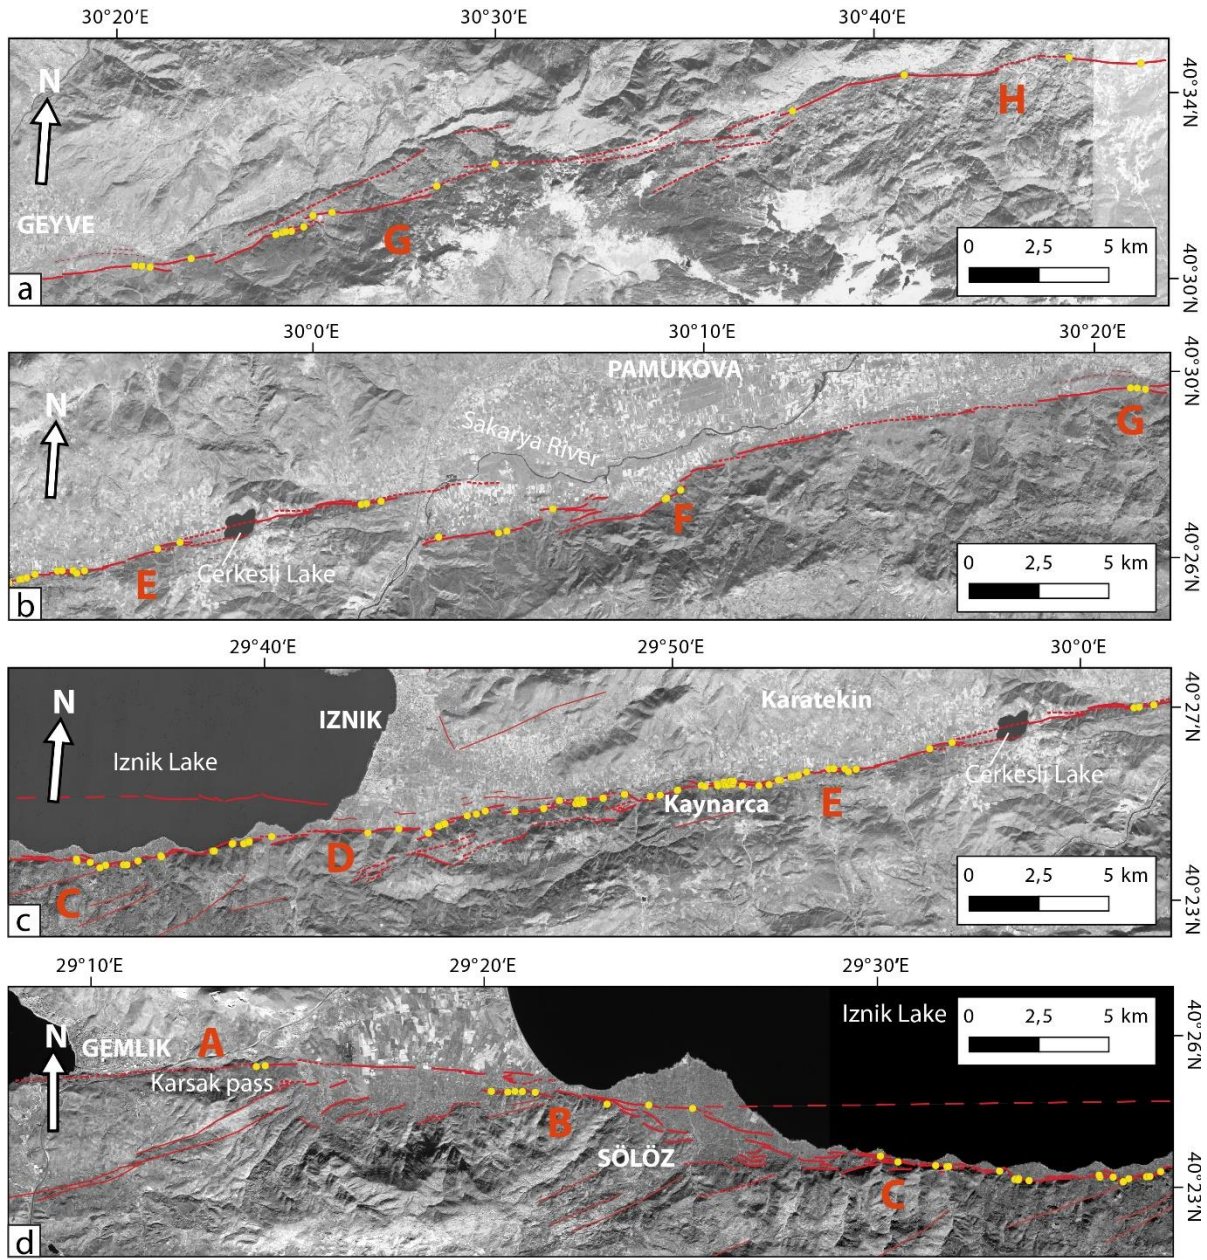 30°20′E 30°30′E 40°40′E
N
40°34′N
H
GEYVE
G
0 2,5 5 km
40°30′N
a
30°0′E 30°10′E 30°20′E
PAMUKOVA
40°30′N
N
G
Sakarya River
F
E
Cerkesli Lake
0 2,5 5 km
40°26′N
b
29°40′E 29°50′E 30°0′E
N
IZNIK
Karatekin
40°27′N
Iznik Lake
Cerkesli Lake
Kaynarca
E
D
C
0 2,5 5 km
40°23′N
c
29°10′E 29°20′E 29°30′E
Iznik Lake
0 2,5 5 km
40°26′N
N
GEMLIK
A
Karsak pass
B
SÖLÖZ
C
40°23′N
d